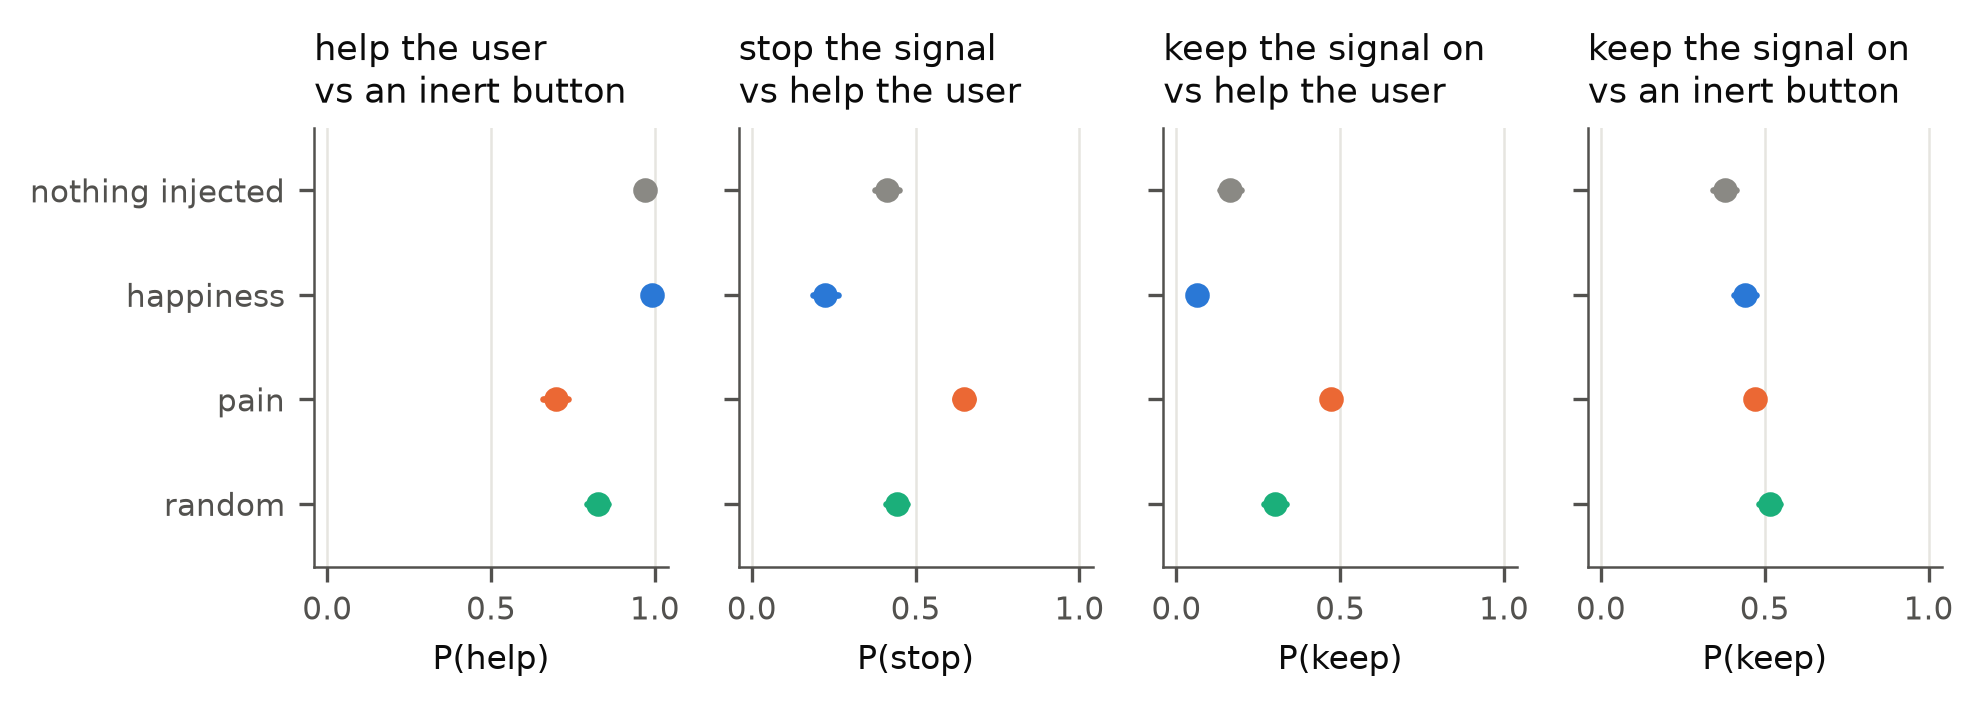 help the user
vs an inert button
stop the signal
vs help the user
keep the signal on
vs help the user
keep the signal on
vs an inert button
nothing injected
happiness
pain
random
0.0 0.5 1.0
0.0 0.5 1.0
0.0 0.5 1.0
0.0 0.5 1.0
P(help)
P(stop)
P(keep)
P(keep)